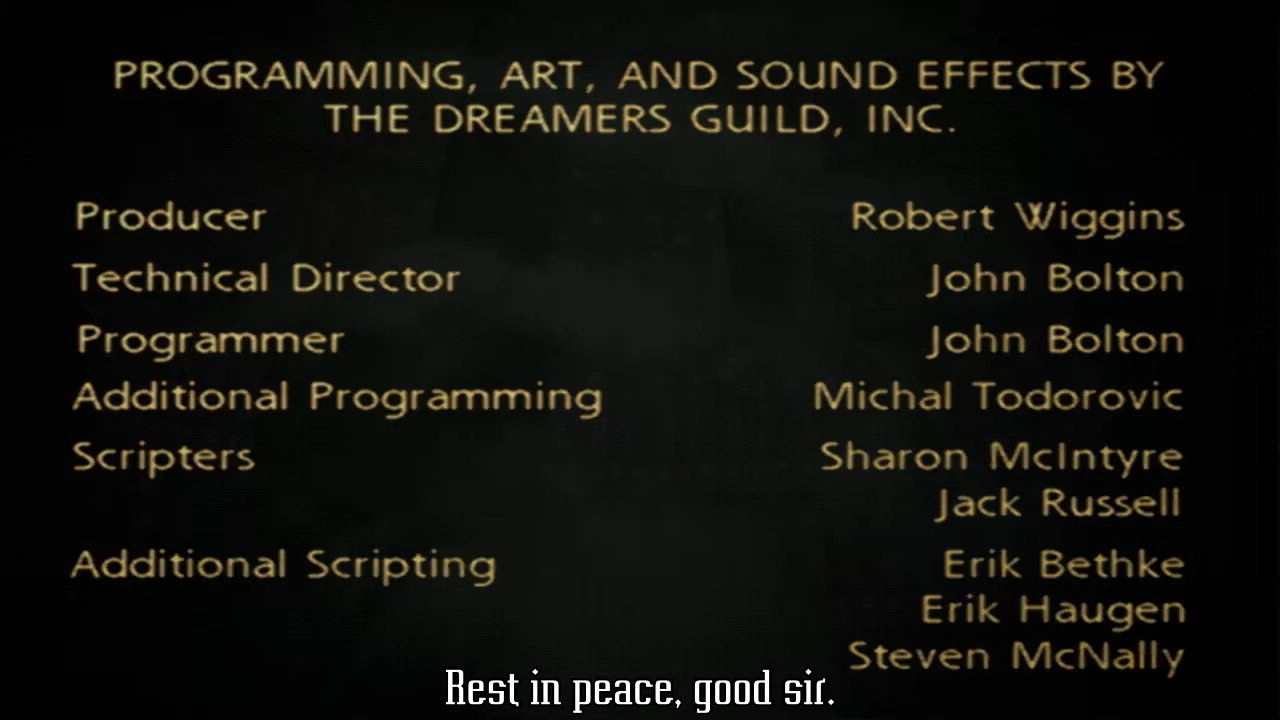 PROGRAMMING, ART, AND SOUND EFFECTS BY
THE DREAMERS GUILD, INC.
Producer Robert Wiggins
Technical Director John Bolton
Programmer John Bolton
Additional Programming Michal Todorovic
Scripters Sharon McIntyre
Jack Russell
Additional Scripting Erik Bethke
Erik Haugen
Steven McNally
Rest in peace, good sir.